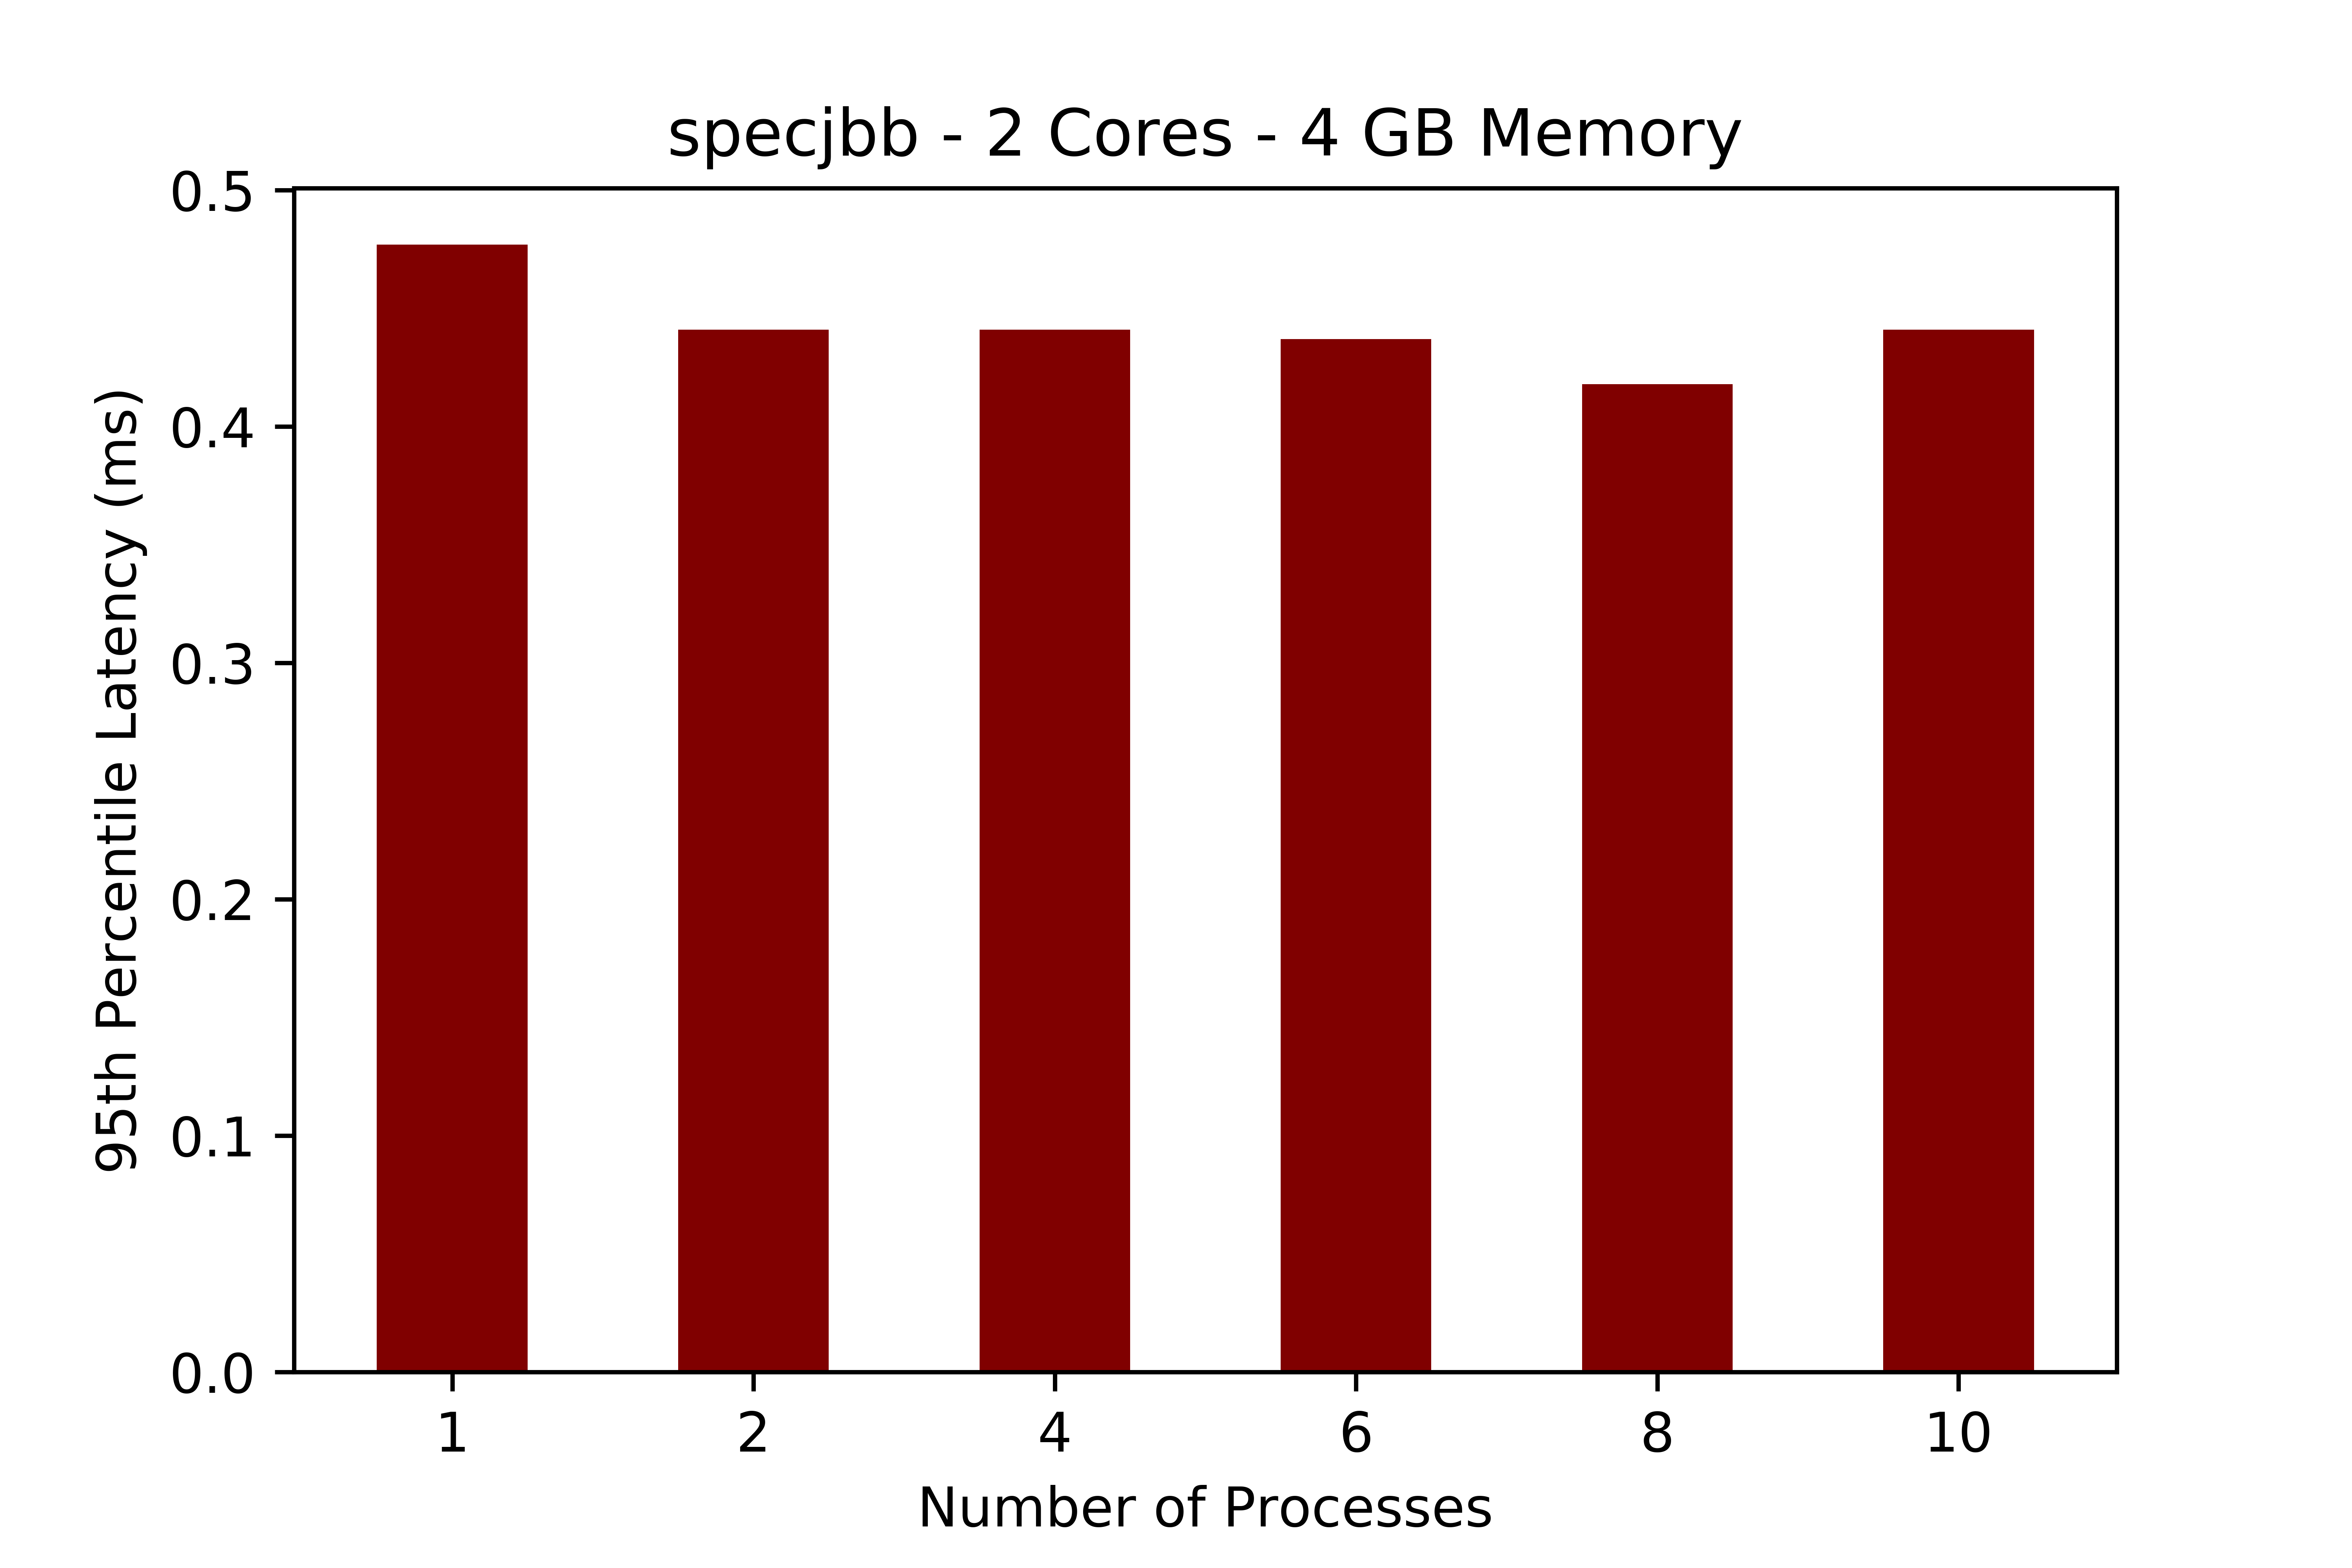 specjbb - 2 Cores - 4 GB Memory
95th Percentile Latency (ms)
0.5
0.4
0.3
0.2
0.1
0.0
1 2 4 6 8 10
Number of Processes